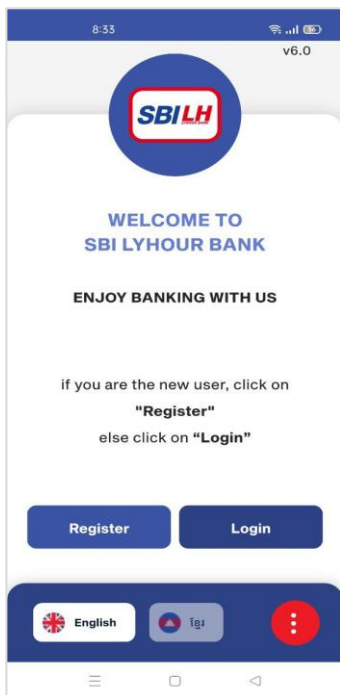 8:33
v6.0
SBI LH
WELCOME TO
SBI LYHOUR BANK
ENJOY BANKING WITH US
if you are the new user, click on
"Register"
else click on “Login”
Register
Login
English
ខ្មែរ